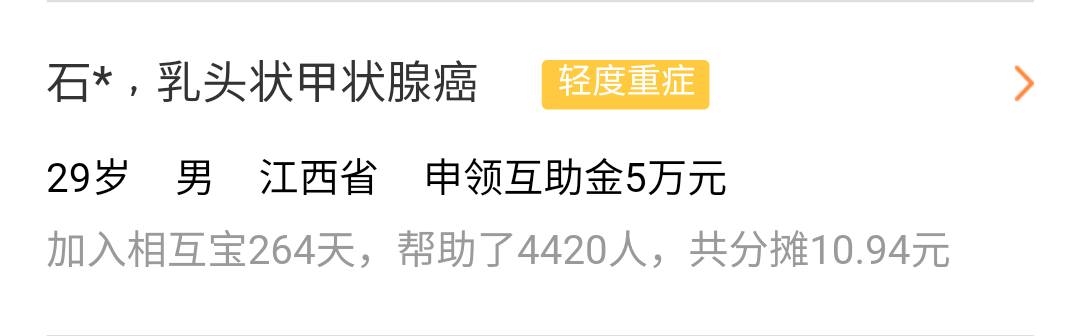 石*，乳头状甲状腺癌 轻度重症
29岁 男 江西省 申领互助金5万元
加入相互宝264天，帮助了4420人，共分摊10.94元